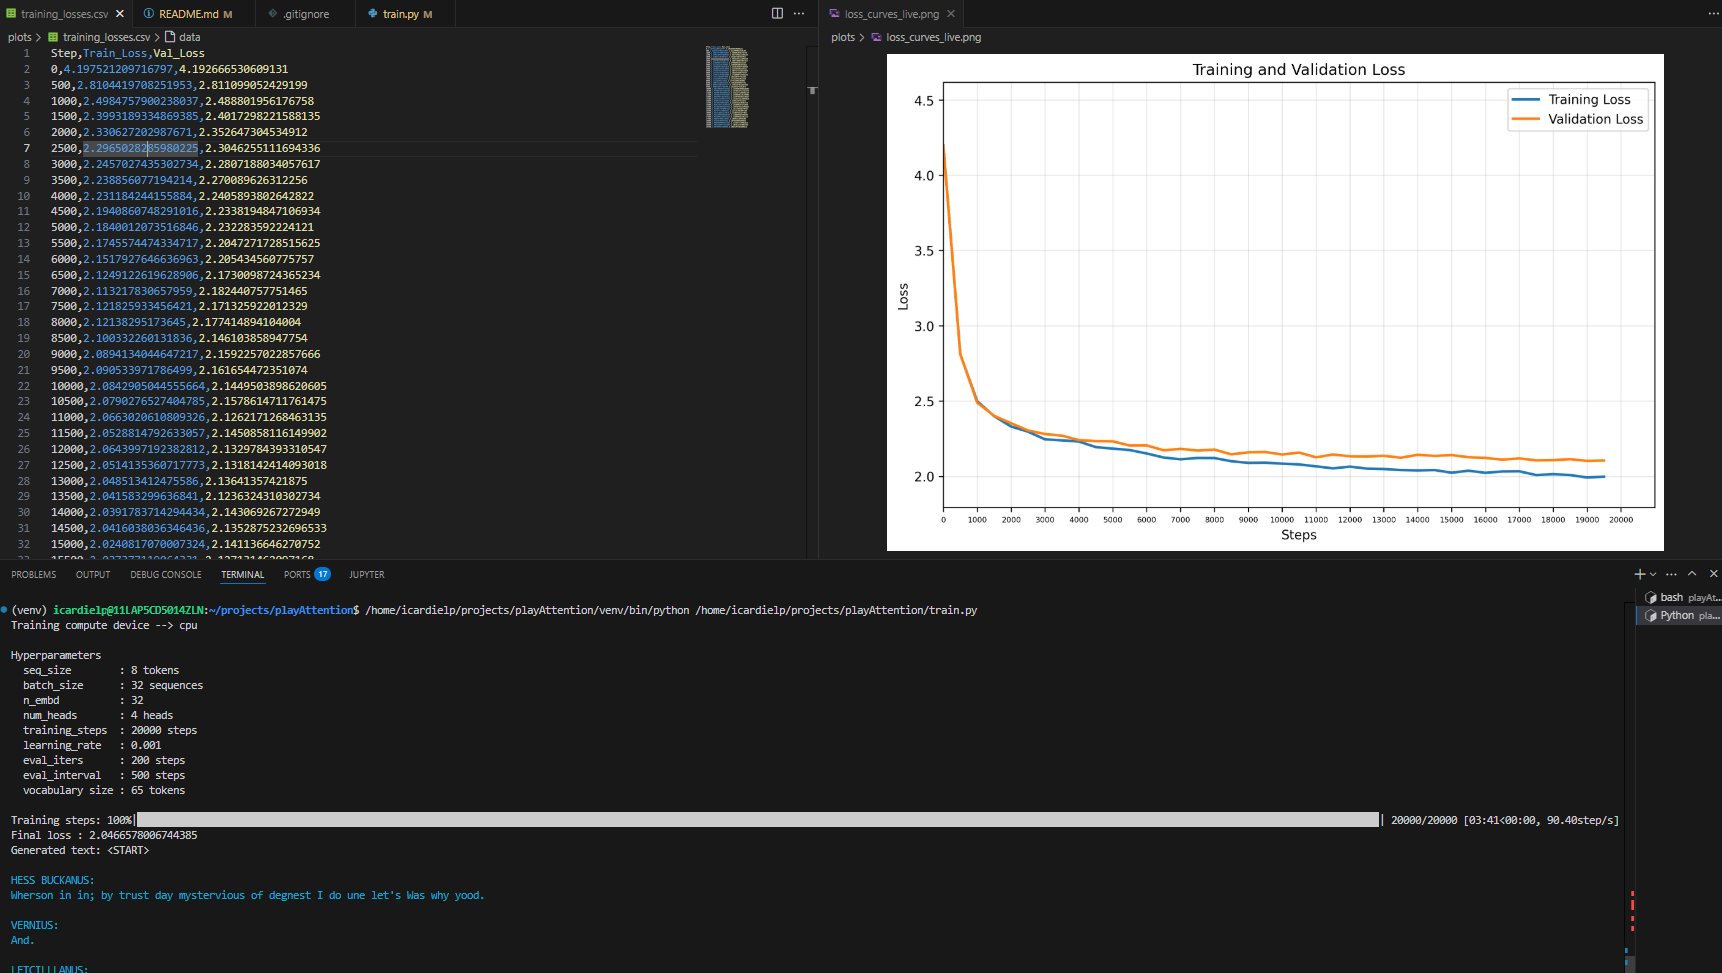 training_losses.csv
README.md M
.gitignore
train.py M
plots > training_losses.csv > data
1 Step,Train_Loss,Val_Loss
2 0,4.197521209716797,4.192666530609131
3 500,2.8104419708251953,2.811099052429199
4 1000,2.4984757900238037,2.488801956176758
5 1500,2.3993189334869385,2.4017298221588135
6 2000,2.330627202987671,2.352647304534912
7 2500,2.2965028285980225,2.3046255111694336
8 3000,2.2457027435302734,2.2807188034057617
9 3500,2.238856077194214,2.270089626312256
10 4000,2.231184244155884,2.2405893802642822
11 4500,2.1940860748291016,2.2338194847106934
12 5000,2.1840012073516846,2.232283592224121
13 5500,2.1745574474334717,2.2047271728515625
14 6000,2.1517927646636963,2.205434560775757
15 6500,2.1249122619628906,2.1730098724365234
16 7000,2.113217830657959,2.182440757751465
17 7500,2.121825933456421,2.171325922012329
18 8000,2.12138295173645,2.177414894104004
19 8500,2.100332260131836,2.146103858947754
20 9000,2.0894134044647217,2.1592257022857666
21 9500,2.090533971786499,2.161654472351074
22 10000,2.0842905044555664,2.1449503898620605
23 10500,2.0790276527404785,2.1578614711761475
24 11000,2.0663020610809326,2.1262171268463135
25 11500,2.0528814792633057,2.1450858116149902
26 12000,2.0643997192382812,2.1329784393310547
27 12500,2.0514135360717773,2.1318142414093018
28 13000,2.048513412475586,2.13641357421875
29 13500,2.041583299636841,2.1236324310302734
30 14000,2.0391783714294434,2.143069267272949
31 14500,2.0416038036346436,2.1352875232696533
32 15000,2.0240817070007324,2.141136646270752
loss_curves_live.png
plots > loss_curves_live.png
Training and Validation Loss
Training Loss
Validation Loss
4.5
4.0
3.5
3.0
2.5
2.0
Loss
0 1000 2000 3000 4000 5000 6000 7000 8000 9000 10000 11000 12000 13000 14000 15000 16000 17000 18000 19000 20000
Steps
PROBLEMS OUTPUT DEBUG CONSOLE TERMINAL PORTS 17 JUPYTER
(venv) icardielp@11LAP5CD5014ZLN:~/projects/playAttention$ /home/icardielp/projects/playAttention/venv/bin/python /home/icardielp/projects/playAttention/train.py
Training compute device --> cpu
Hyperparameters
seq_size : 8 tokens
batch_size : 32 sequences
n_embd : 32
num_heads : 4 heads
training_steps : 20000 steps
learning_rate : 0.001
eval_iters : 200 steps
eval_interval : 500 steps
vocabulary size : 65 tokens
Training steps: 100%| | 20000/20000 [03:41<00:00, 90.40step/s]
Final loss : 2.0466578006744385
Generated text: <START>
HESS BUCKANUS:
Wherson in in; by trust day mystervious of degnest I do une let's Was why yood.
VERNIUS:
And.
bash playAt...
Python pla...